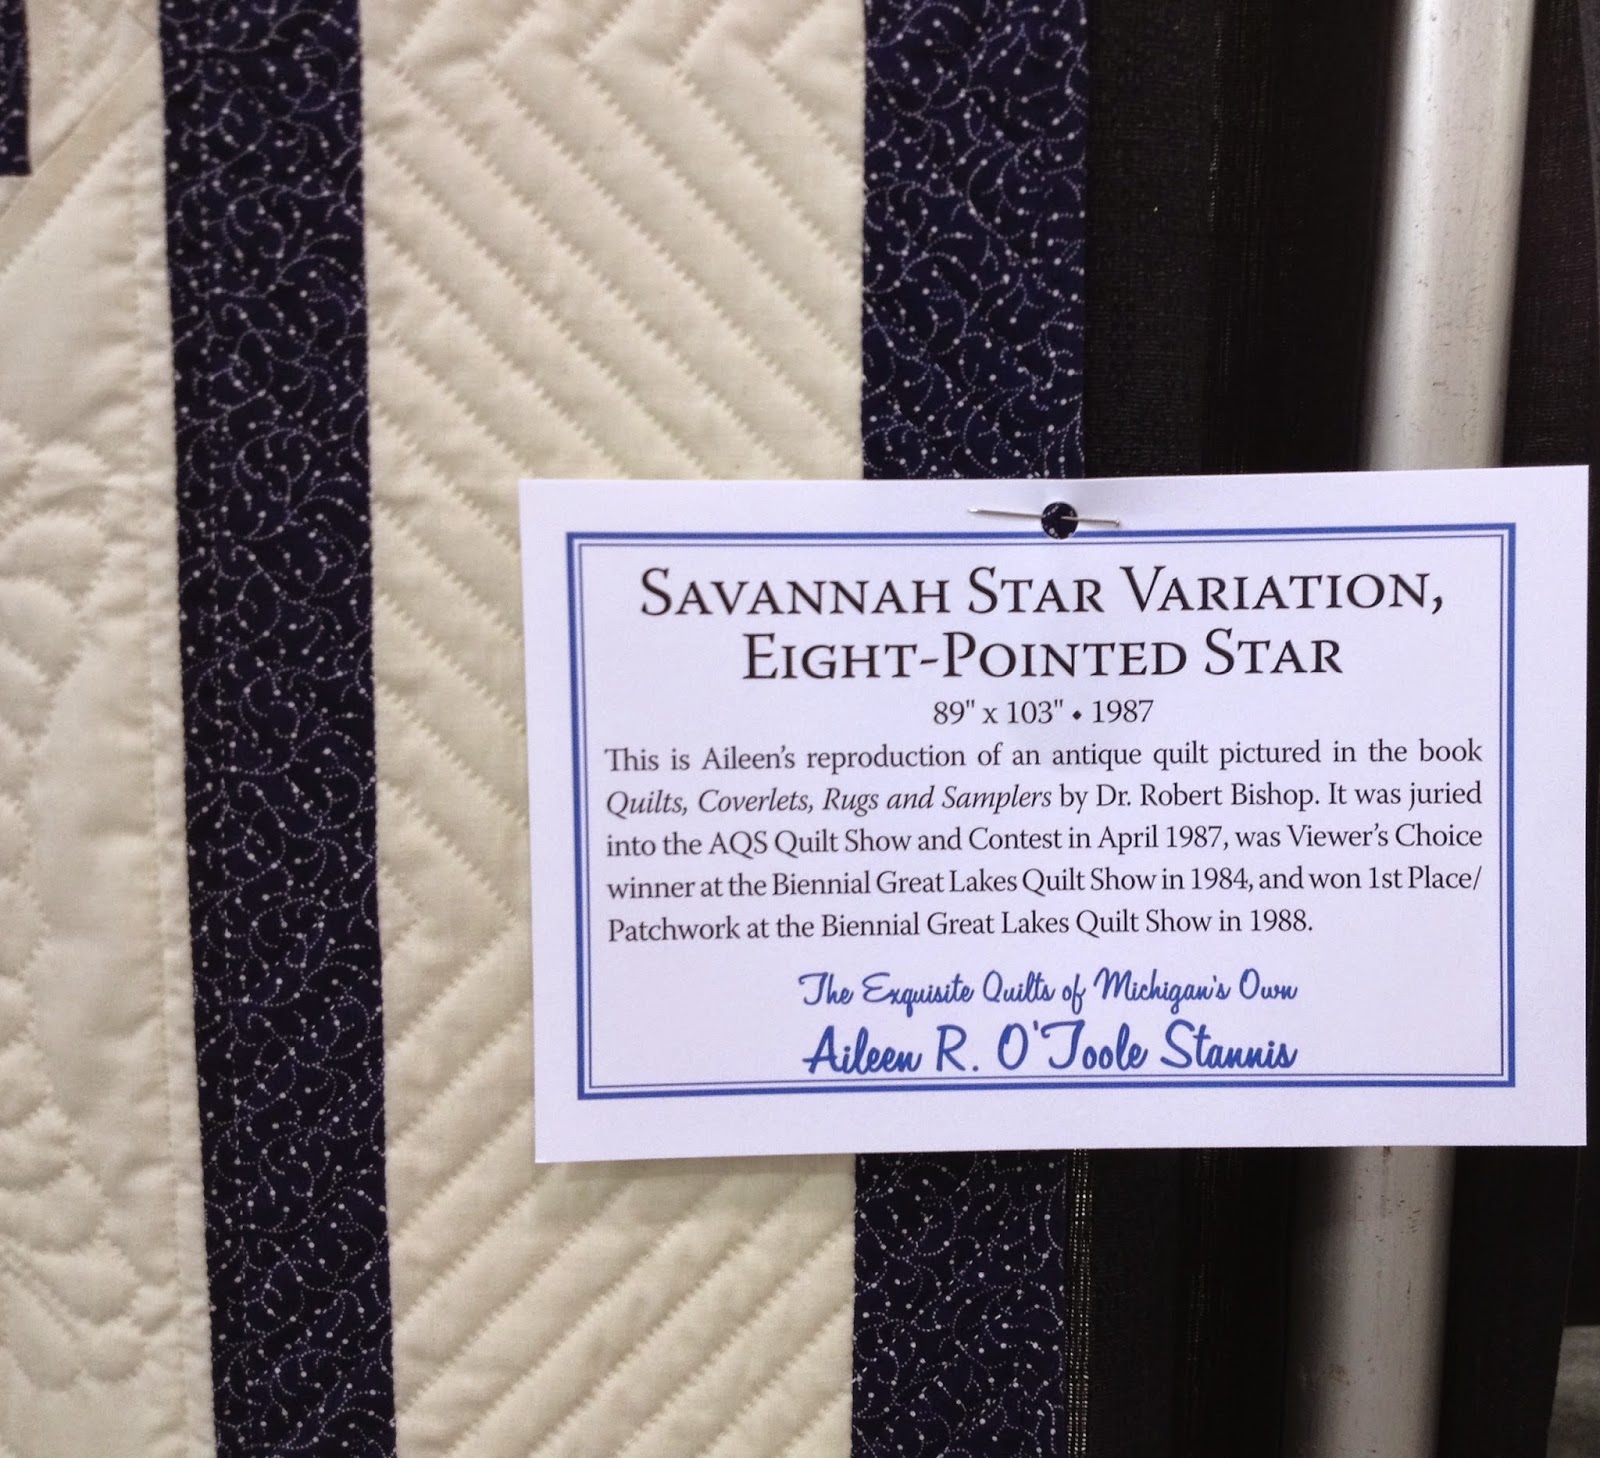 SAVANNAH STAR VARIATION,
EIGHT-POINTED STAR
89" x 103" • 1987
This is Aileen's reproduction of an antique quilt pictured in the book
Quilts, Coverlets, Rugs and Samplers by Dr. Robert Bishop. It was juried
into the AQS Quilt Show and Contest in April 1987, was Viewer's Choice
winner at the Biennial Great Lakes Quilt Show in 1984, and won 1st Place/
Patchwork at the Biennial Great Lakes Quilt Show in 1988.
The Exquisite Quilts of Michigan's Own
Aileen R. O'Toole Stannis